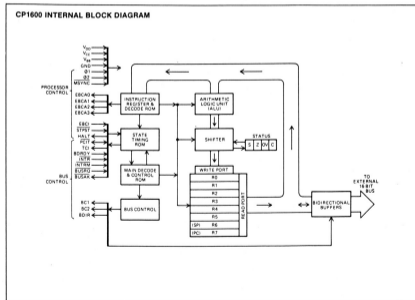 CP1600 INTERNAL BLOCK DIAGRAM
VDD
VCC
VBB
GND
Ø1
Ø2
MSYNC
PROCESSOR
CONTROL
EBCA0
EBCA1
EBCA2
EBCA3
EBCI
STPST
HALT
PCIT
TCI
BDRDY
INTR
INTRM
BUSRQ
BUSAK
BUS
CONTROL
BC1
BC2
BDIR
INSTRUCTION
REGISTER &
DECODE ROM
STATE
TIMING
ROM
MAIN DECODE
& CONTROL
ROM
BUS CONTROL
ARITHMETIC
LOGIC UNIT
(ALU)
SHIFTER
STATUS
S Z OV C
WRITE PORT
R0
R1
R2
R3
R4
R5
(SP) R6
(PC) R7
READ PORT
BIDIRECTIONAL
BUFFERS
TO
EXTERNAL
16 BIT
BUS